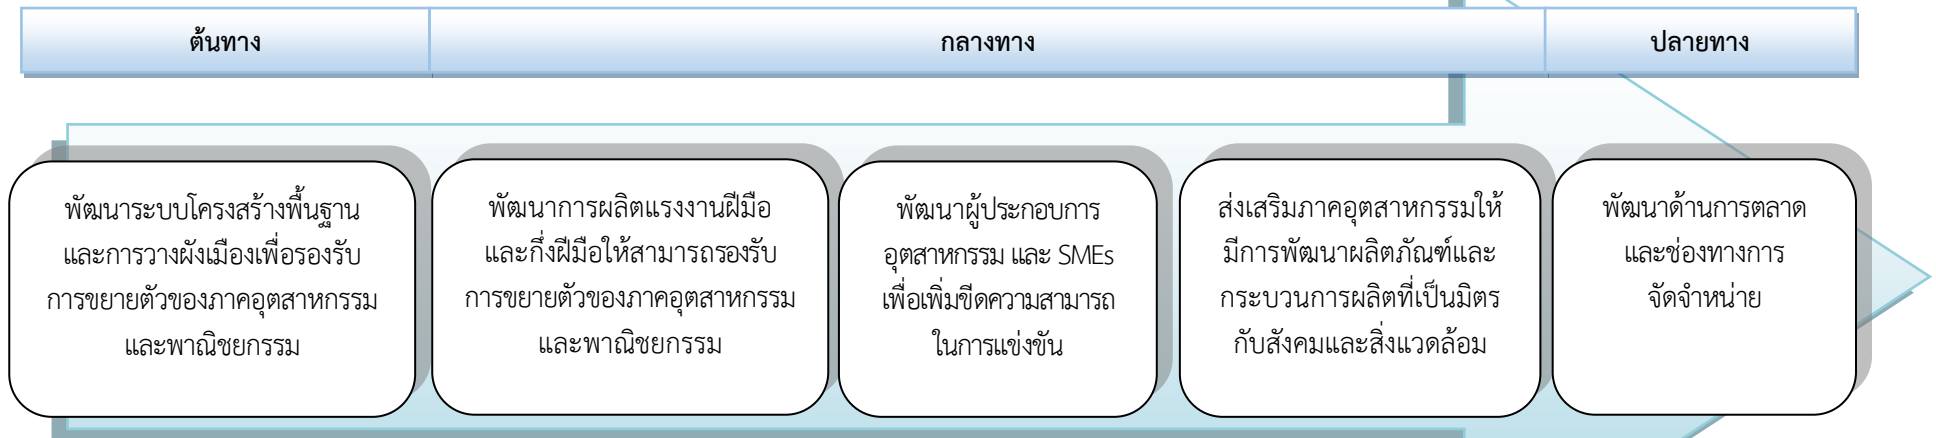 ต้นทาง
กลางทาง
ปลายทาง
พัฒนาระบบโครงสร้างพื้นฐาน
และการวางผังเมืองเพื่อรองรับ
การขยายตัวของภาคอุตสาหกรรม
และพาณิชยกรรม
พัฒนาการผลิตแรงงานฝีมือ
และกึ่งฝีมือให้สามารถรองรับ
การขยายตัวของภาคอุตสาหกรรม
และพาณิชยกรรม
พัฒนาผู้ประกอบการ
อุตสาหกรรม และ SMEs
เพื่อเพิ่มขีดความสามารถ
ในการแข่งขัน
ส่งเสริมภาคอุตสาหกรรมให้
มีการพัฒนาผลิตภัณฑ์และ
กระบวนการผลิตที่เป็นมิตร
กับสังคมและสิ่งแวดล้อม
พัฒนาด้านการตลาด
และช่องทางการ
จัดจำหน่าย